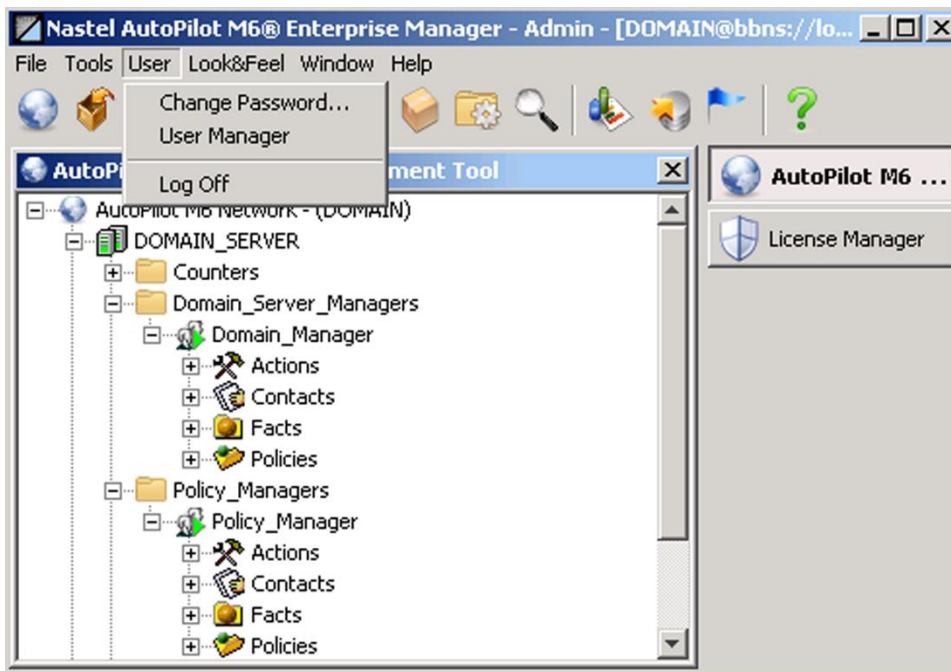 Nastel AutoPilot M6® Enterprise Manager - Admin - [DOMAIN@bbns://lo...
File Tools User Look&Feel Window Help
Change Password...
User Manager
Log Off
AutoPi ment Tool
AutoPilot M6 ...
AutoPilot M6 Network - (DOMAIN)
DOMAIN_SERVER
License Manager
Counters
Domain_Server_Managers
Domain_Manager
Actions
Contacts
Facts
Policies
Policy_Managers
Policy_Manager
Actions
Contacts
Facts
Policies